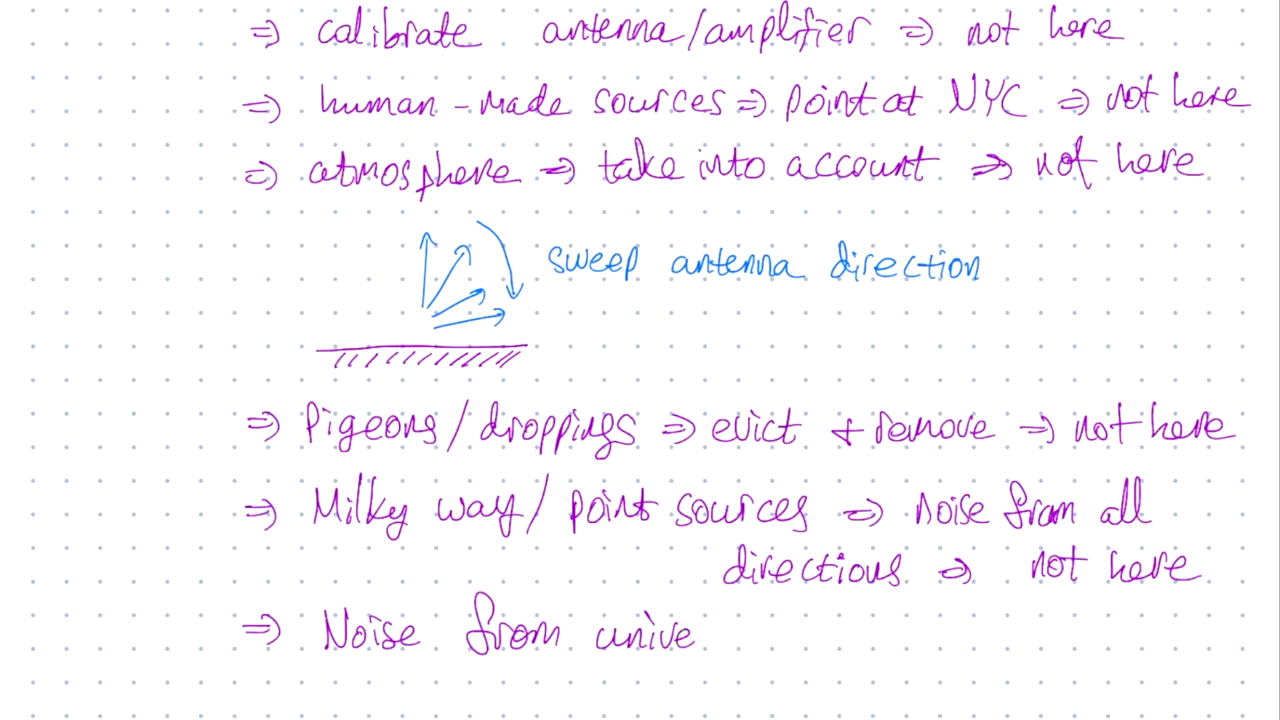 ⇒ calibrate antenna/amplifier ⇒ not here
⇒ human-made sources ⇒ point at NYC ⇒ not here
⇒ atmosphere ⇒ take into account ⇒ not here
sweep antenna direction
⇒ Pigeons/droppings ⇒ evict + remove ⇒ not here
⇒ Milky way/point sources ⇒ noise from all
directions ⇒ not here
⇒ Noise from unive